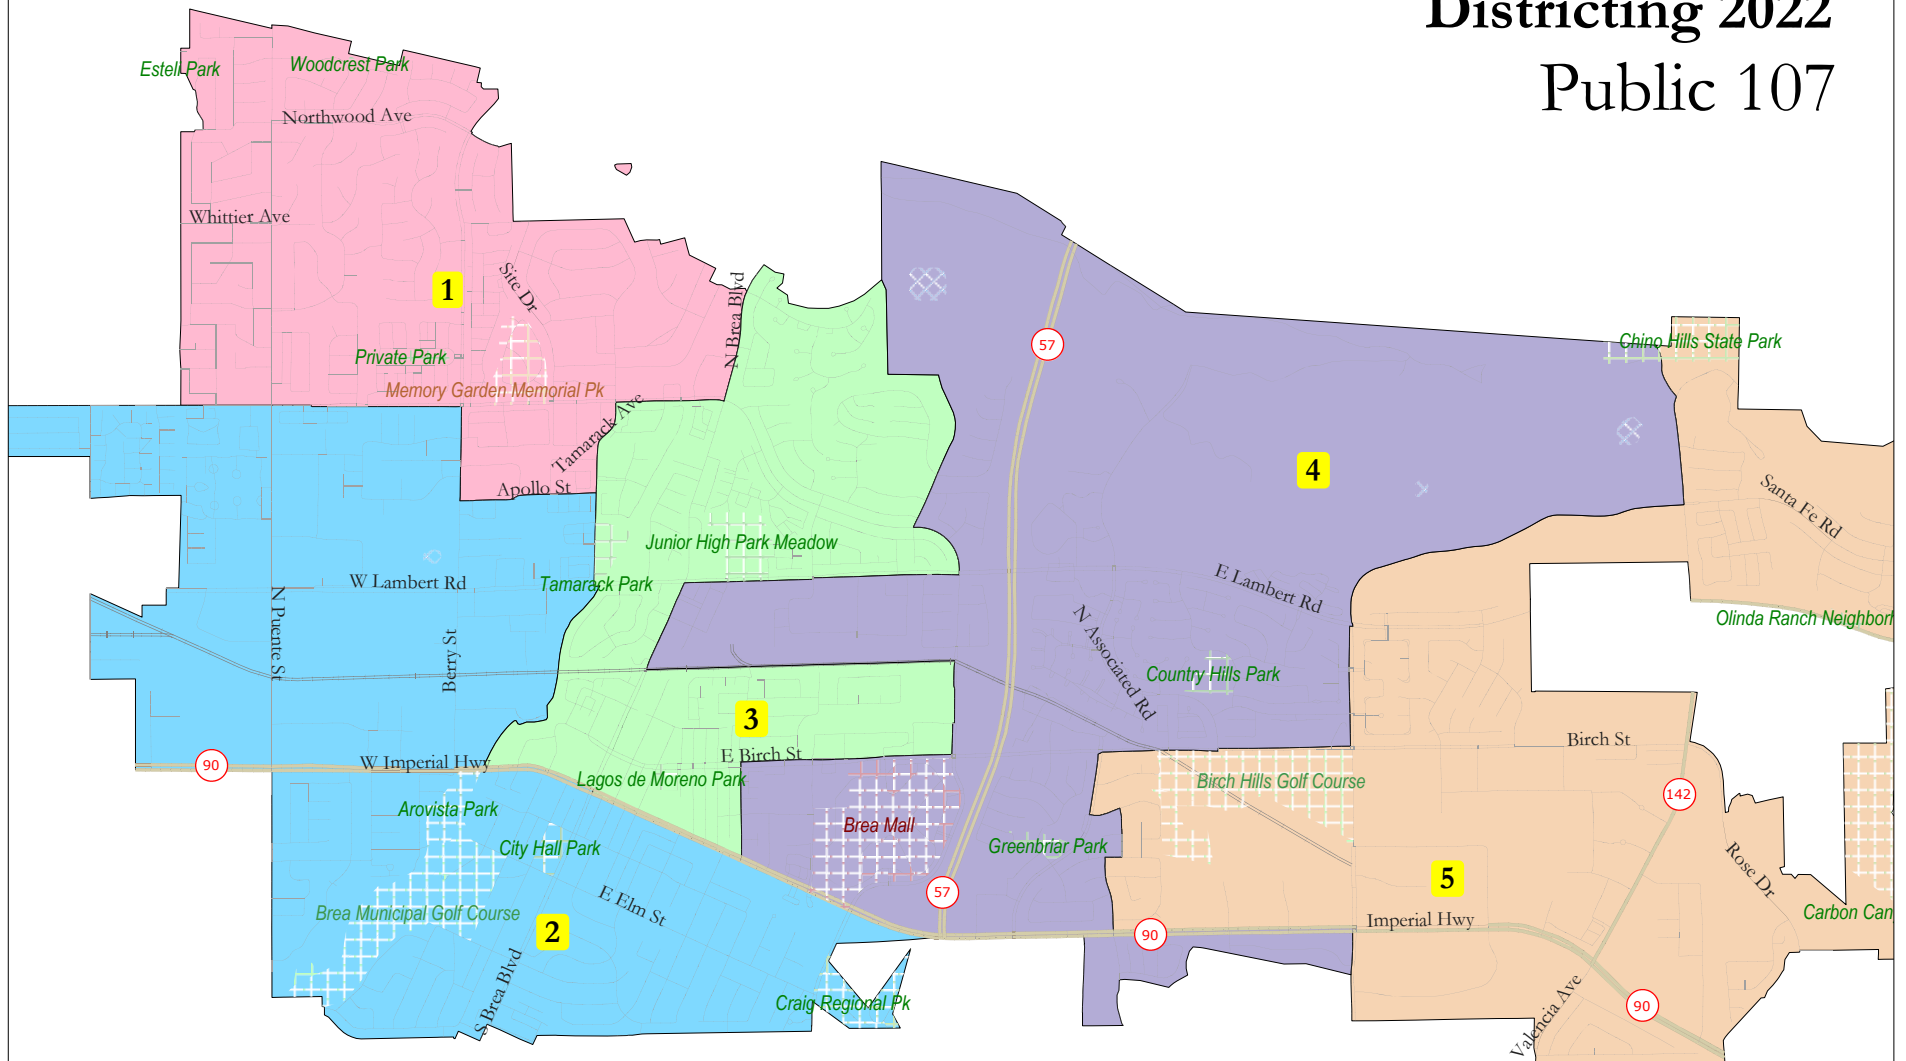 Districting 2022
Public 107
Estell Park
Woodcrest Park
Northwood Ave
Whittier Ave
1
Site Dr
N Brea Blvd
57
Chino Hills State Park
Private Park
Memory Garden Memorial Pk
Tamarack Ave
Apollo St
4
Santa Fe Rd
Junior High Park Meadow
W Lambert Rd
Tamarack Park
E Lambert Rd
N Puente St
Berry St
N Associated Rd
Country Hills Park
Olinda Ranch Neighbor
3
E Birch St
Birch St
90
W Imperial Hwy
Lagos de Moreno Park
Birch Hills Golf Course
142
Arovista Park
Brea Mall
City Hall Park
Greenbriar Park
Rose Dr
5
57
E Elm St
Brea Municipal Golf Course
2
90
Imperial Hwy
Carbon Can
S Brea Blvd
Craig Regional Pk
Valencia Ave
90